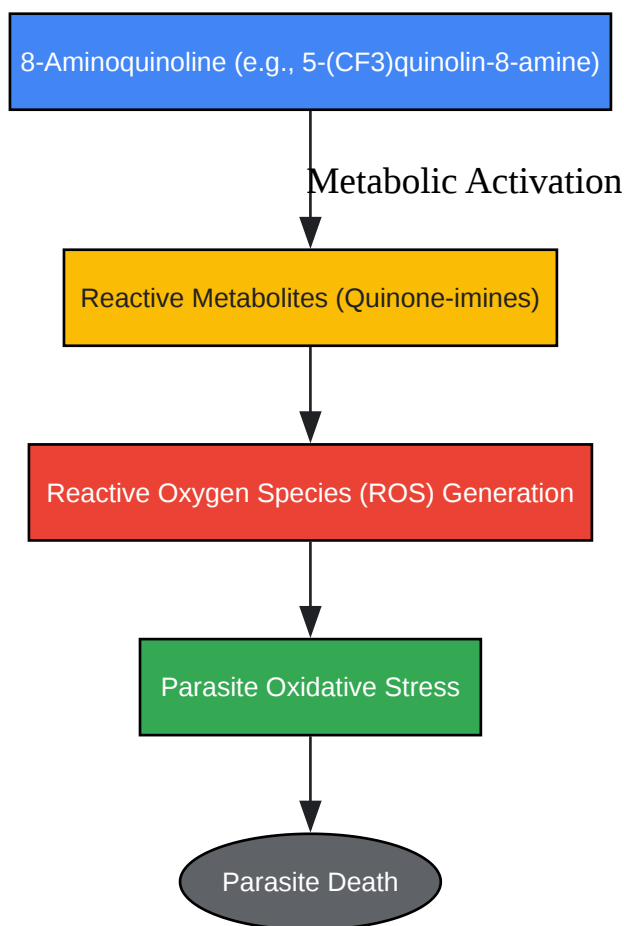 8-Aminoquinoline (e.g., 5-(CF3)quinolin-8-amine)
Metabolic Activation
Reactive Metabolites (Quinone-imines)
Reactive Oxygen Species (ROS) Generation
Parasite Oxidative Stress
Parasite Death